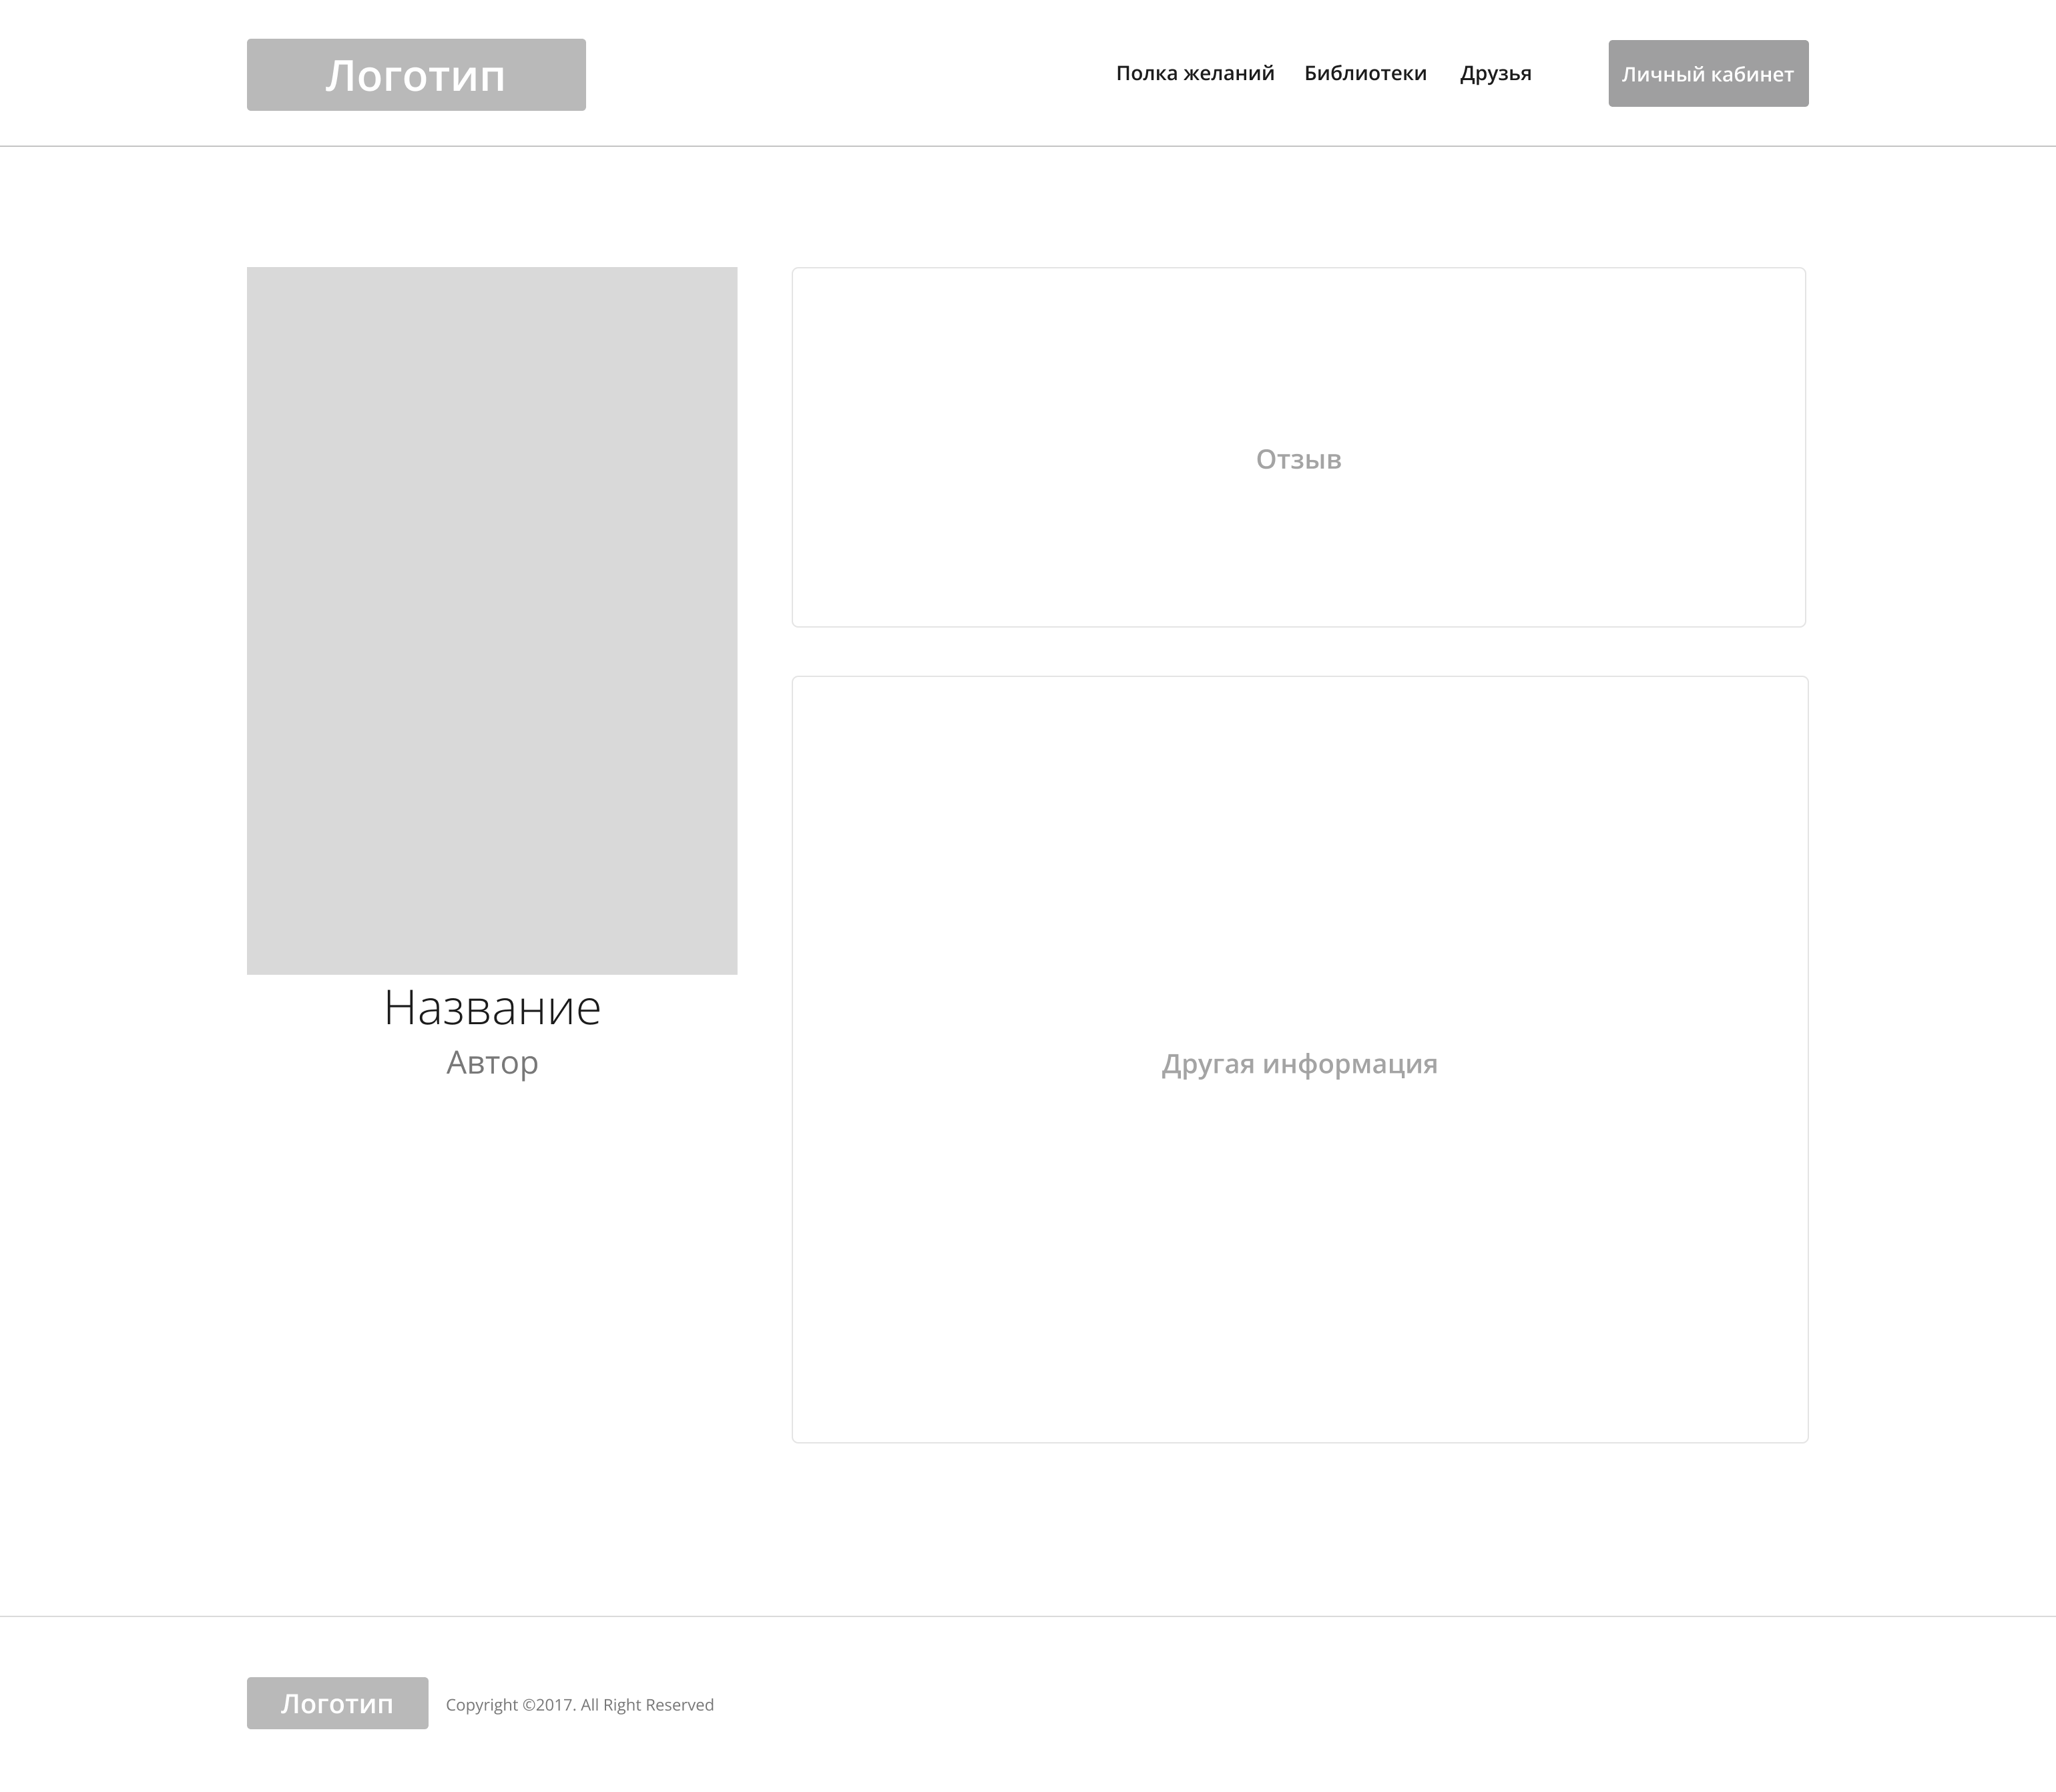 Логотип
Полка желаний
Библиотеки
Друзья
Личный кабинет
Отзыв
Название
Автор
Другая информация
Логотип
Copyright ©2017. All Right Reserved